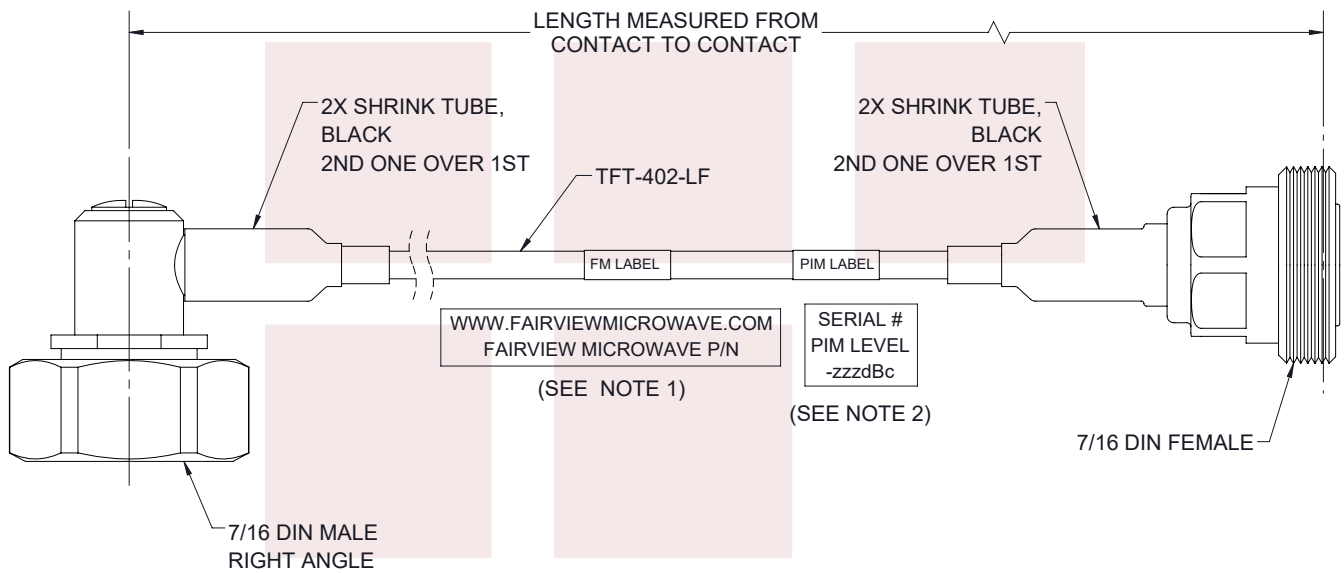 LENGTH MEASURED FROM
CONTACT TO CONTACT
2X SHRINK TUBE,
BLACK
2ND ONE OVER 1ST
2X SHRINK TUBE,
BLACK
2ND ONE OVER 1ST
TFT-402-LF
FM LABEL
PIM LABEL
WWW.FAIRVIEWMICROWAVE.COM
FAIRVIEW MICROWAVE P/N
(SEE NOTE 1)
SERIAL #
PIM LEVEL
-zzzdBc
(SEE NOTE 2)
7/16 DIN FEMALE
7/16 DIN MALE
RIGHT ANGLE